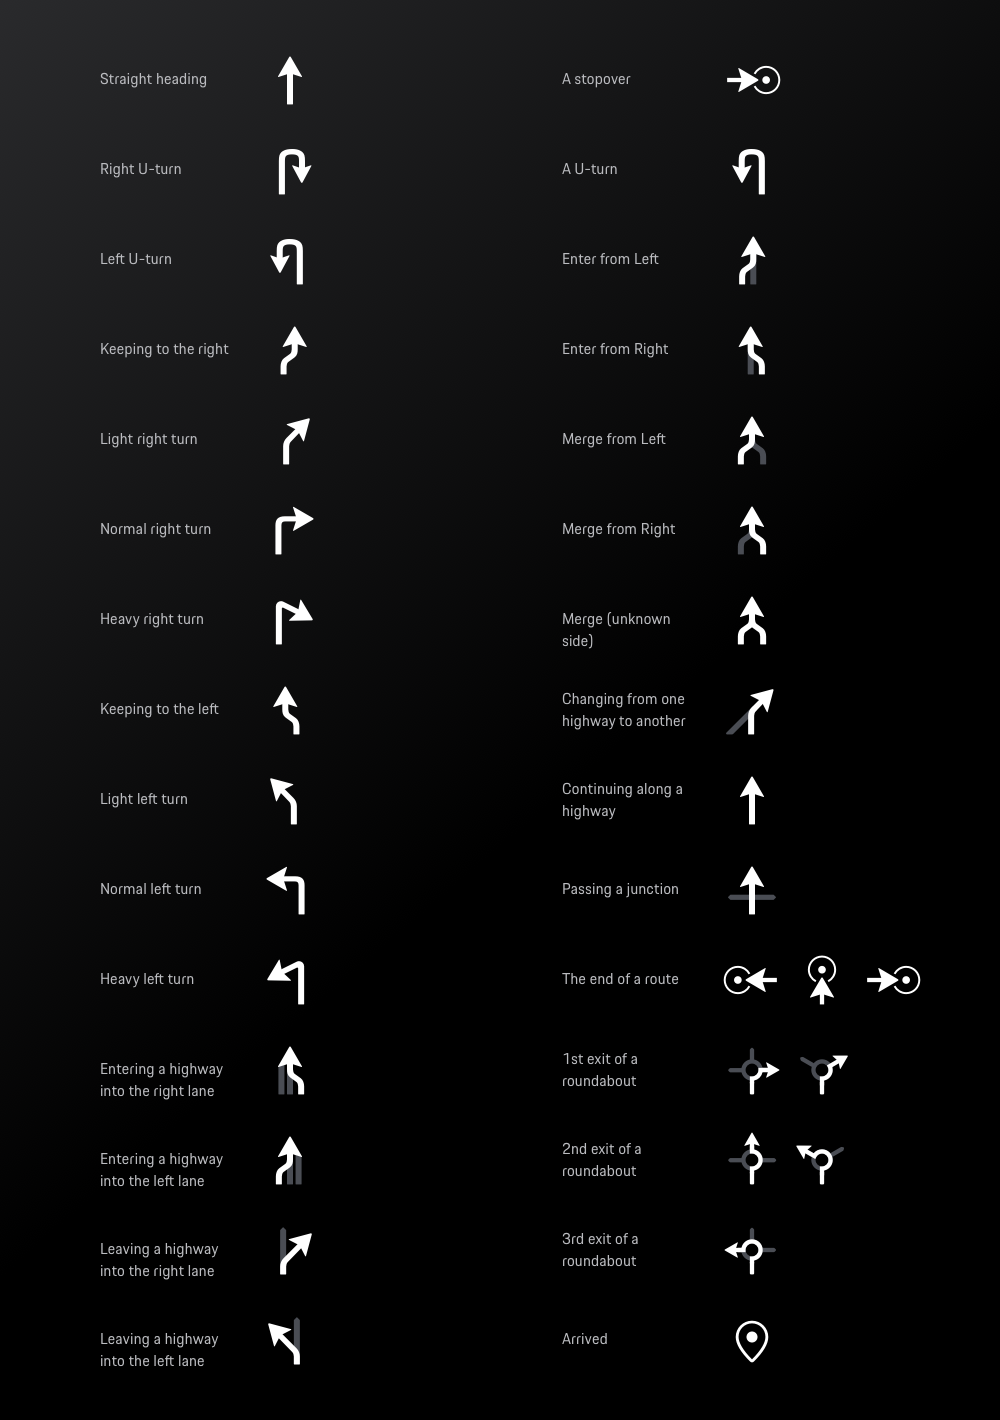 Straight heading
Right U-turn
Left U-turn
Keeping to the right
Light right turn
Normal right turn
Heavy right turn
Keeping to the left
Light left turn
Normal left turn
Heavy left turn
Entering a highway
into the right lane
Entering a highway
into the left lane
Leaving a highway
into the right lane
Leaving a highway
into the left lane
A stopover
A U-turn
Enter from Left
Enter from Right
Merge from Left
Merge from Right
Merge (unknown
side)
Changing from one
highway to another
Continuing along a
highway
Passing a junction
The end of a route
1st exit of a
roundabout
2nd exit of a
roundabout
3rd exit of a
roundabout
Arrived